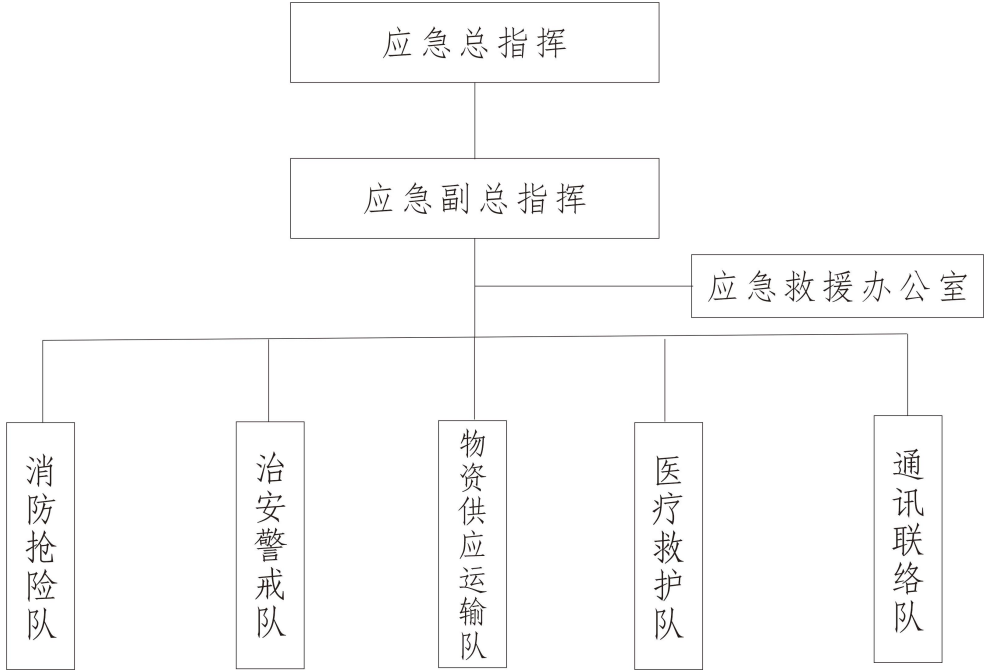 应急总指挥
应急副总指挥
应急救援办公室
消防抢险队
治安警戒队
物资供应运输队
医疗救护队
通讯联络队